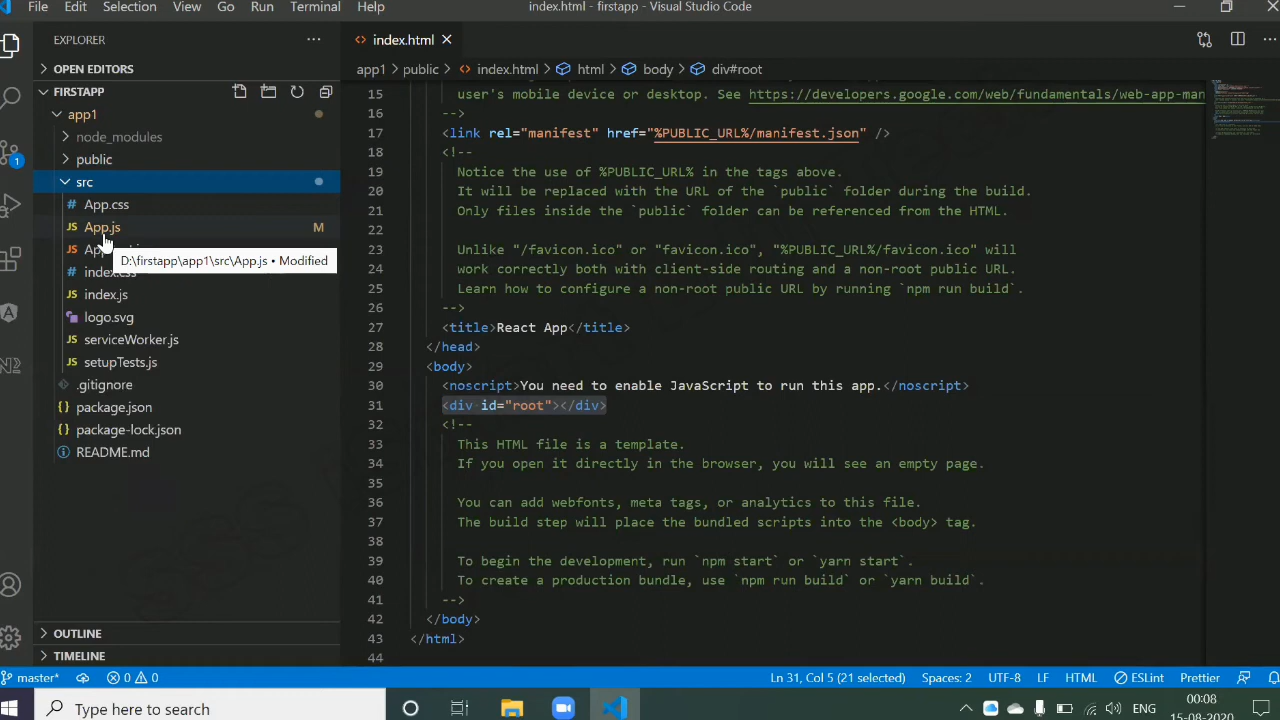 File Edit Selection View Go Run Terminal Help
index.html - firstapp - Visual Studio Code
EXPLORER
OPEN EDITORS
FIRSTAPP
app1
node_modules
public
src
App.css
App.js M
D:\firstapp\app1\src\App.js • Modified
index.css
index.js
logo.svg
serviceWorker.js
setupTests.js
.gitignore
package.json
package-lock.json
README.md
OUTLINE
TIMELINE
1
index.html
app1 > public > index.html > html > body > div#root
15 user's mobile device or desktop. See https://developers.google.com/web/fundamentals/web-app-man
16 -->
17 <link rel="manifest" href="%PUBLIC_URL%/manifest.json" />
18 <!--
19 Notice the use of %PUBLIC_URL% in the tags above.
20 It will be replaced with the URL of the `public` folder during the build.
21 Only files inside the `public` folder can be referenced from the HTML.
22
23 Unlike "/favicon.ico" or "favicon.ico", "%PUBLIC_URL%/favicon.ico" will
24 work correctly both with client-side routing and a non-root public URL.
25 Learn how to configure a non-root public URL by running `npm run build`.
26 -->
27 <title>React App</title>
28 </head>
29 <body>
30 <noscript>You need to enable JavaScript to run this app.</noscript>
31 <div id="root"></div>
32 <!--
33 This HTML file is a template.
34 If you open it directly in the browser, you will see an empty page.
35
36 You can add webfonts, meta tags, or analytics to this file.
37 The build step will place the bundled scripts into the <body> tag.
38
39 To begin the development, run `npm start` or `yarn start`.
40 To create a production bundle, use `npm run build` or `yarn build`.
41 -->
42 </body>
43 </html>
44
master* 0 0 Ln 31, Col 5 (21 selected) Spaces: 2 UTF-8 LF HTML ESLint Prettier
Type here to search
ENG
00:08
15-08-2020